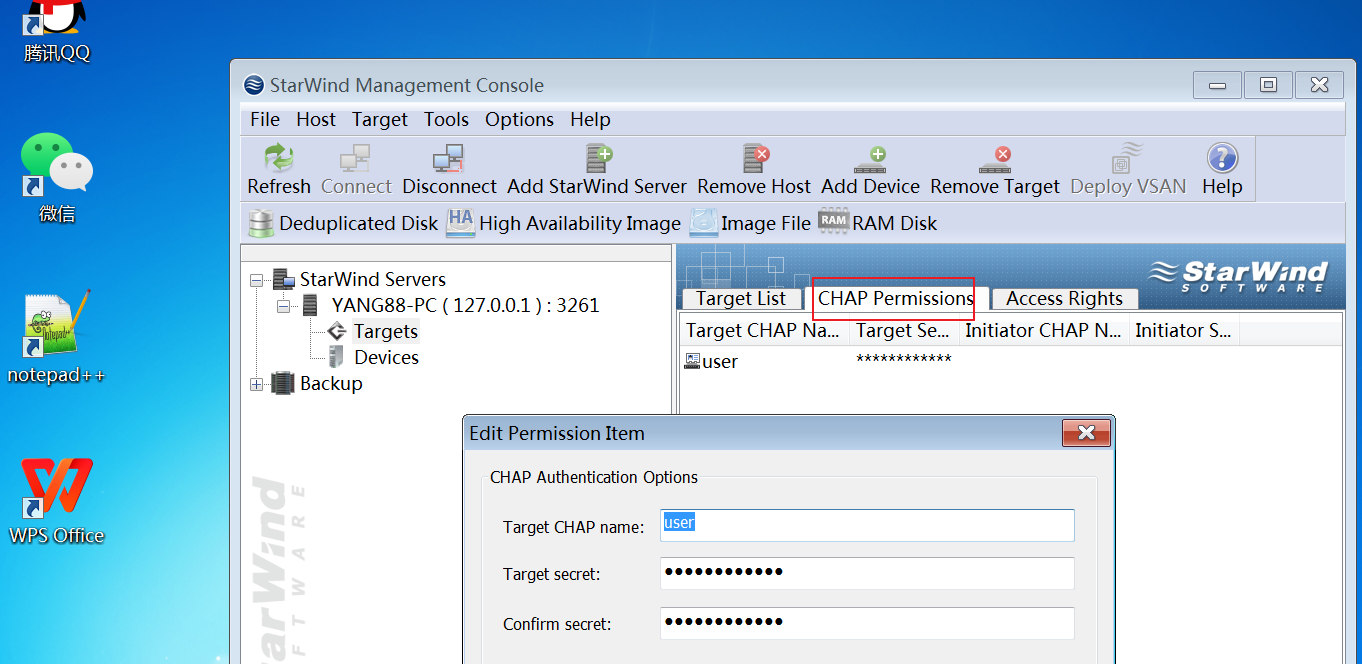 腾讯QQ
微信
notepad++
WPS Office
StarWind Management Console
File Host Target Tools Options Help
Refresh Connect Disconnect Add StarWind Server Remove Host Add Device Remove Target Deploy VSAN Help
Deduplicated Disk HA High Availability Image Image File RAM RAM Disk
StarWind Servers
YANG88-PC ( 127.0.0.1 ) : 3261
Targets
Devices
Backup
StarWind
SOFTWARE
Target List CHAP Permissions Access Rights
Target CHAP Na... Target Se... Initiator CHAP N... Initiator S...
user ************
Edit Permission Item
CHAP Authentication Options
Target CHAP name: user
Target secret: ••••••••••••
Confirm secret: ••••••••••••